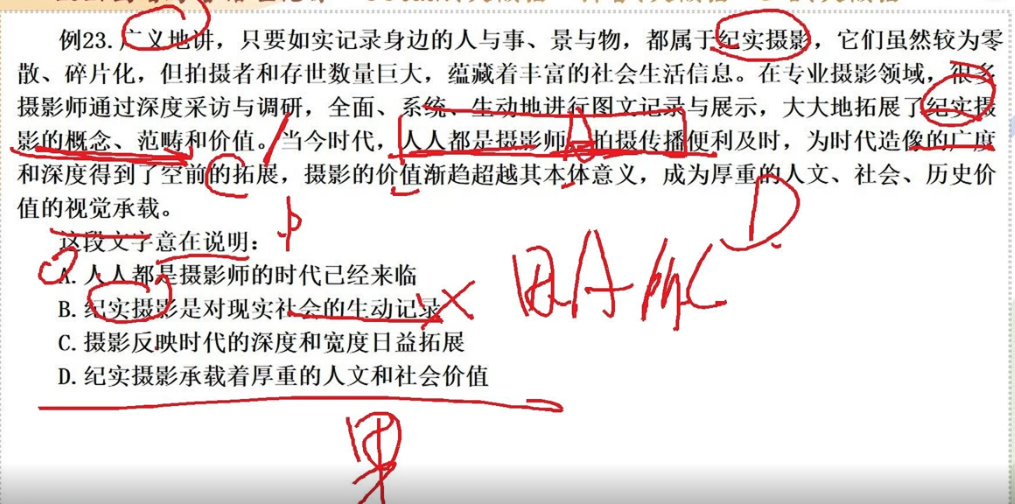 例23.广义地讲，只要如实记录身边的人与事、景与物，都属于纪实摄影，它们虽然较为零
散、碎片化，但拍摄者和存世数量巨大，蕴藏着丰富的社会生活信息。在专业摄影领域，很多
摄影师通过深度采访与调研，全面、系统、生动地进行图文记录与展示，大大地拓展了纪实摄
影的概念、范畴和价值。当今时代，人人都是摄影师，拍摄传播便利及时，为时代造像的广度
和深度得到了空前的拓展，摄影的价值渐趋超越其本体意义，成为厚重的人文、社会、历史价
值的视觉承载。
这段文字意在说明：
A.人人都是摄影师的时代已经来临
B.纪实摄影是对现实社会的生动记录
C.摄影反映时代的深度和宽度日益拓展
D.纪实摄影承载着厚重的人文和社会价值
A
C
D
因A 所C
果